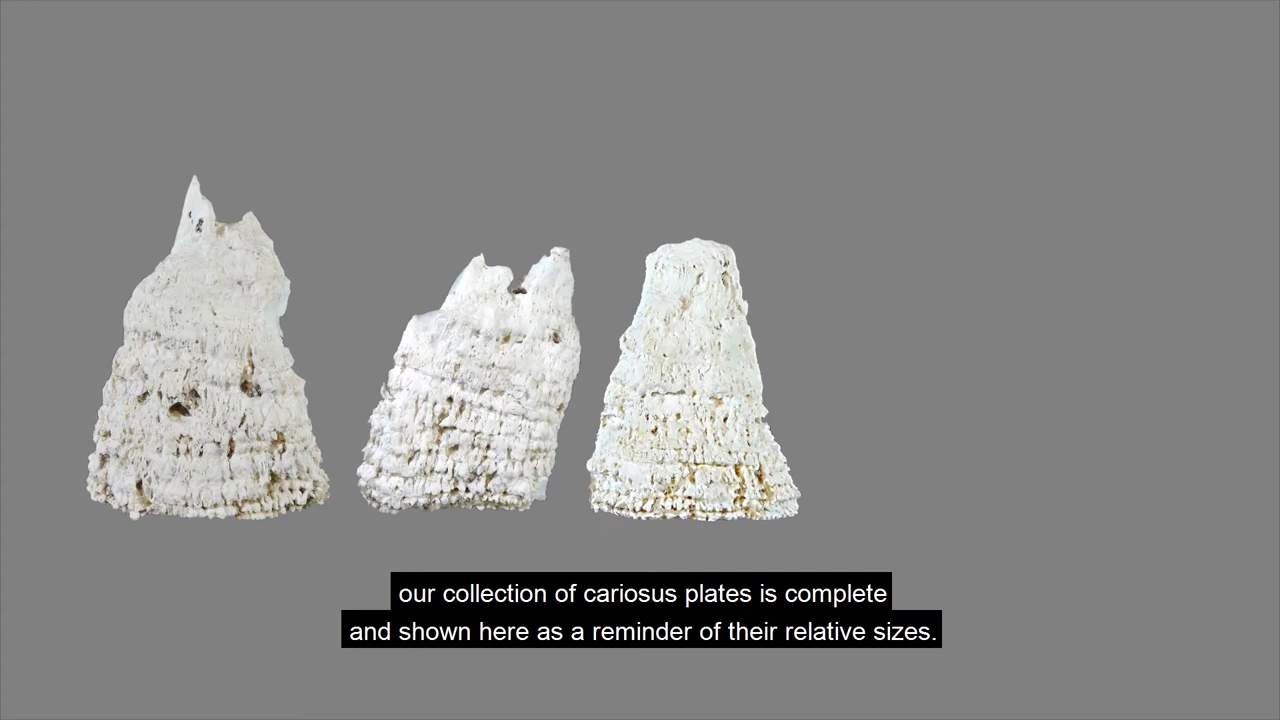 our collection of cariosus plates is complete
and shown here as a reminder of their relative sizes.